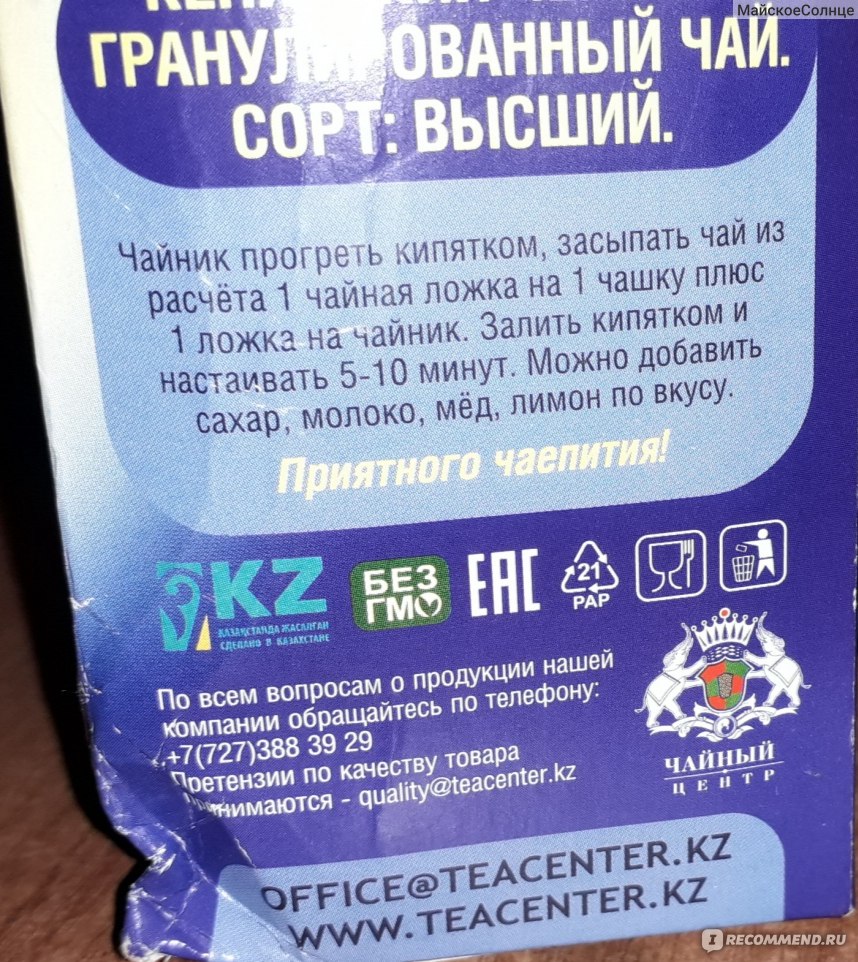 МайскоеСолнце
ГРАНУЛИРОВАННЫЙ ЧАЙ.
СОРТ: ВЫСШИЙ.
Чайник прогреть кипятком, засыпать чай из
расчёта 1 чайная ложка на 1 чашку плюс
1 ложка на чайник. Залить кипятком и
настаивать 5-10 минут. Можно добавить
сахар, молоко, мёд, лимон по вкусу.
Приятного чаепития!
KZ
ҚАЗАҚСТАНДА ЖАСАЛҒАН
СДЕЛАНО В КАЗАХСТАНЕ
БЕЗ
ГМО
EAC
21
PAP
По всем вопросам о продукции нашей
компании обращайтесь по телефону:
+7(727)388 39 29
Претензии по качеству товара
принимаются - quality@teacenter.kz
ЧАЙНЫЙ
ЦЕНТР
OFFICE@TEACENTER.KZ
WWW.TEACENTER.KZ
IRECOMMEND.RU